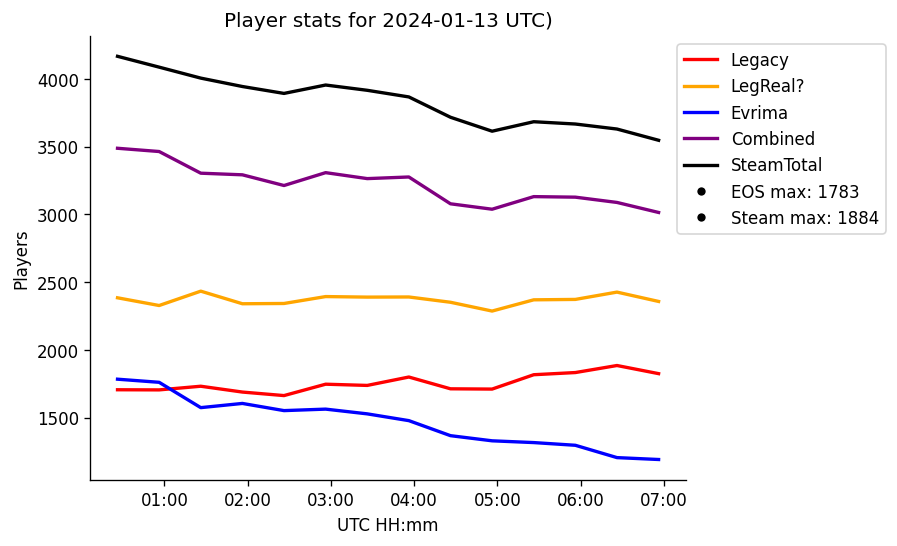 Player stats for 2024-01-13 UTC)
Legacy
LegReal?
Evrima
Combined
SteamTotal
EOS max: 1783
Steam max: 1884
Players
4000
3500
3000
2500
2000
1500
01:00 02:00 03:00 04:00 05:00 06:00 07:00
UTC HH:mm